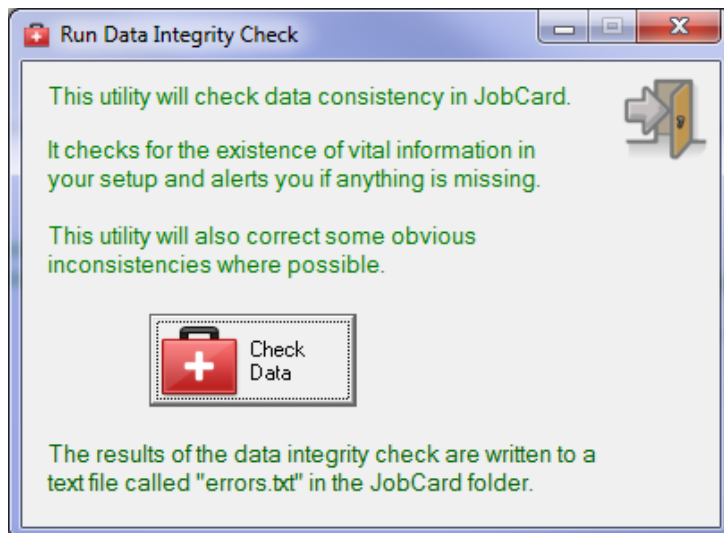 Run Data Integrity Check
This utility will check data consistency in JobCard.
It checks for the existence of vital information in
your setup and alerts you if anything is missing.
This utility will also correct some obvious
inconsistencies where possible.
Check
Data
The results of the data integrity check are written to a
text file called "errors.txt" in the JobCard folder.